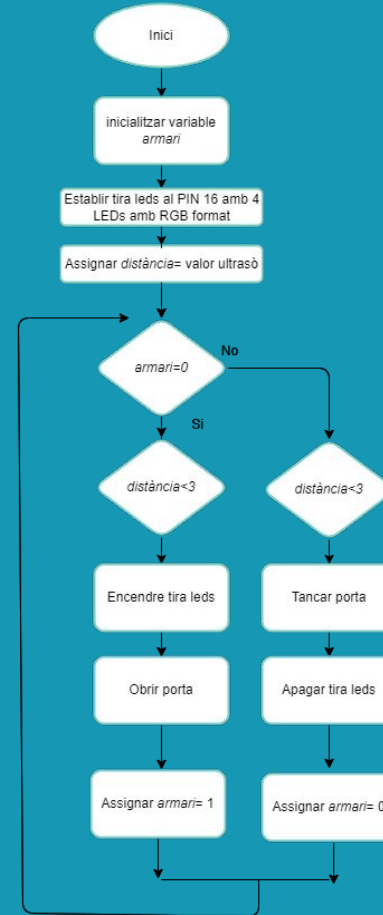 Inici
inicialitzar variable
armari
Establir tira leds al PIN 16 amb 4
LEDs amb RGB format
Assignar distància= valor ultrasò
armari=0
No
Si
distància<3
distància<3
Encendre tira leds
Tancar porta
Obrir porta
Apagar tira leds
Assignar armari= 1
Assignar armari= 0